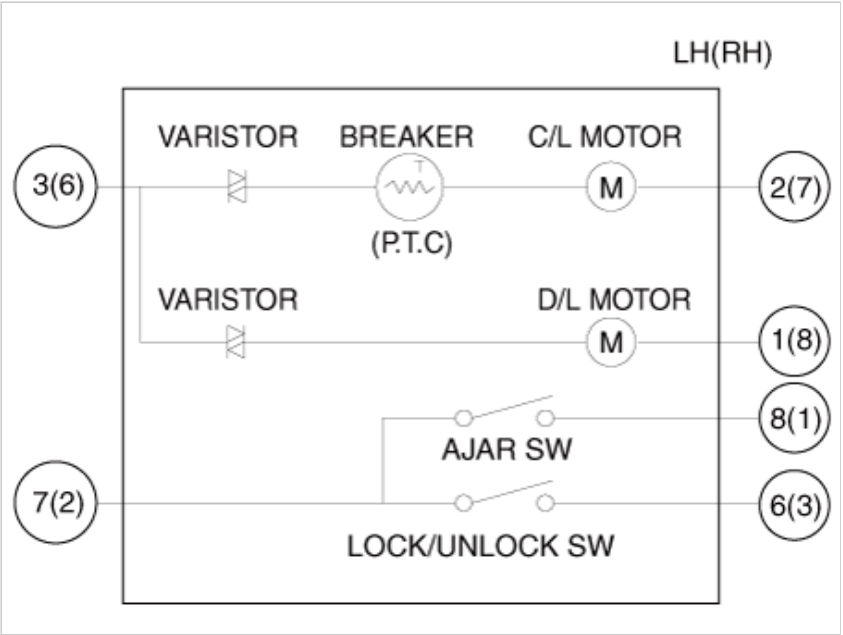 LH(RH)
VARISTOR BREAKER C/L MOTOR
T
3(6) M 2(7)
(P.T.C)
VARISTOR D/L MOTOR
M 1(8)
8(1)
AJAR SW
7(2) 6(3)
LOCK/UNLOCK SW